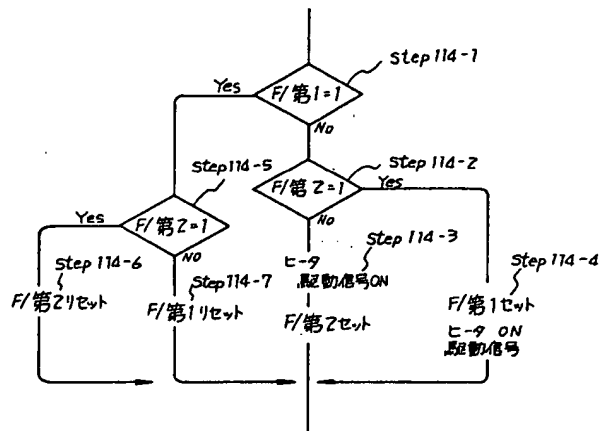 Step 114-1
Yes
F/第1=1
No
Step 114-5
Step 114-2
F/第2=1
Yes
Yes
F/第2=1
No
No
Step 114-6
Step 114-7
Step 114-3
Step 114-4
ヒータ
駆動信号ON
F/第2リセット
F/第1リセット
F/第2セット
F/第1セット
ヒータ ON
駆動信号